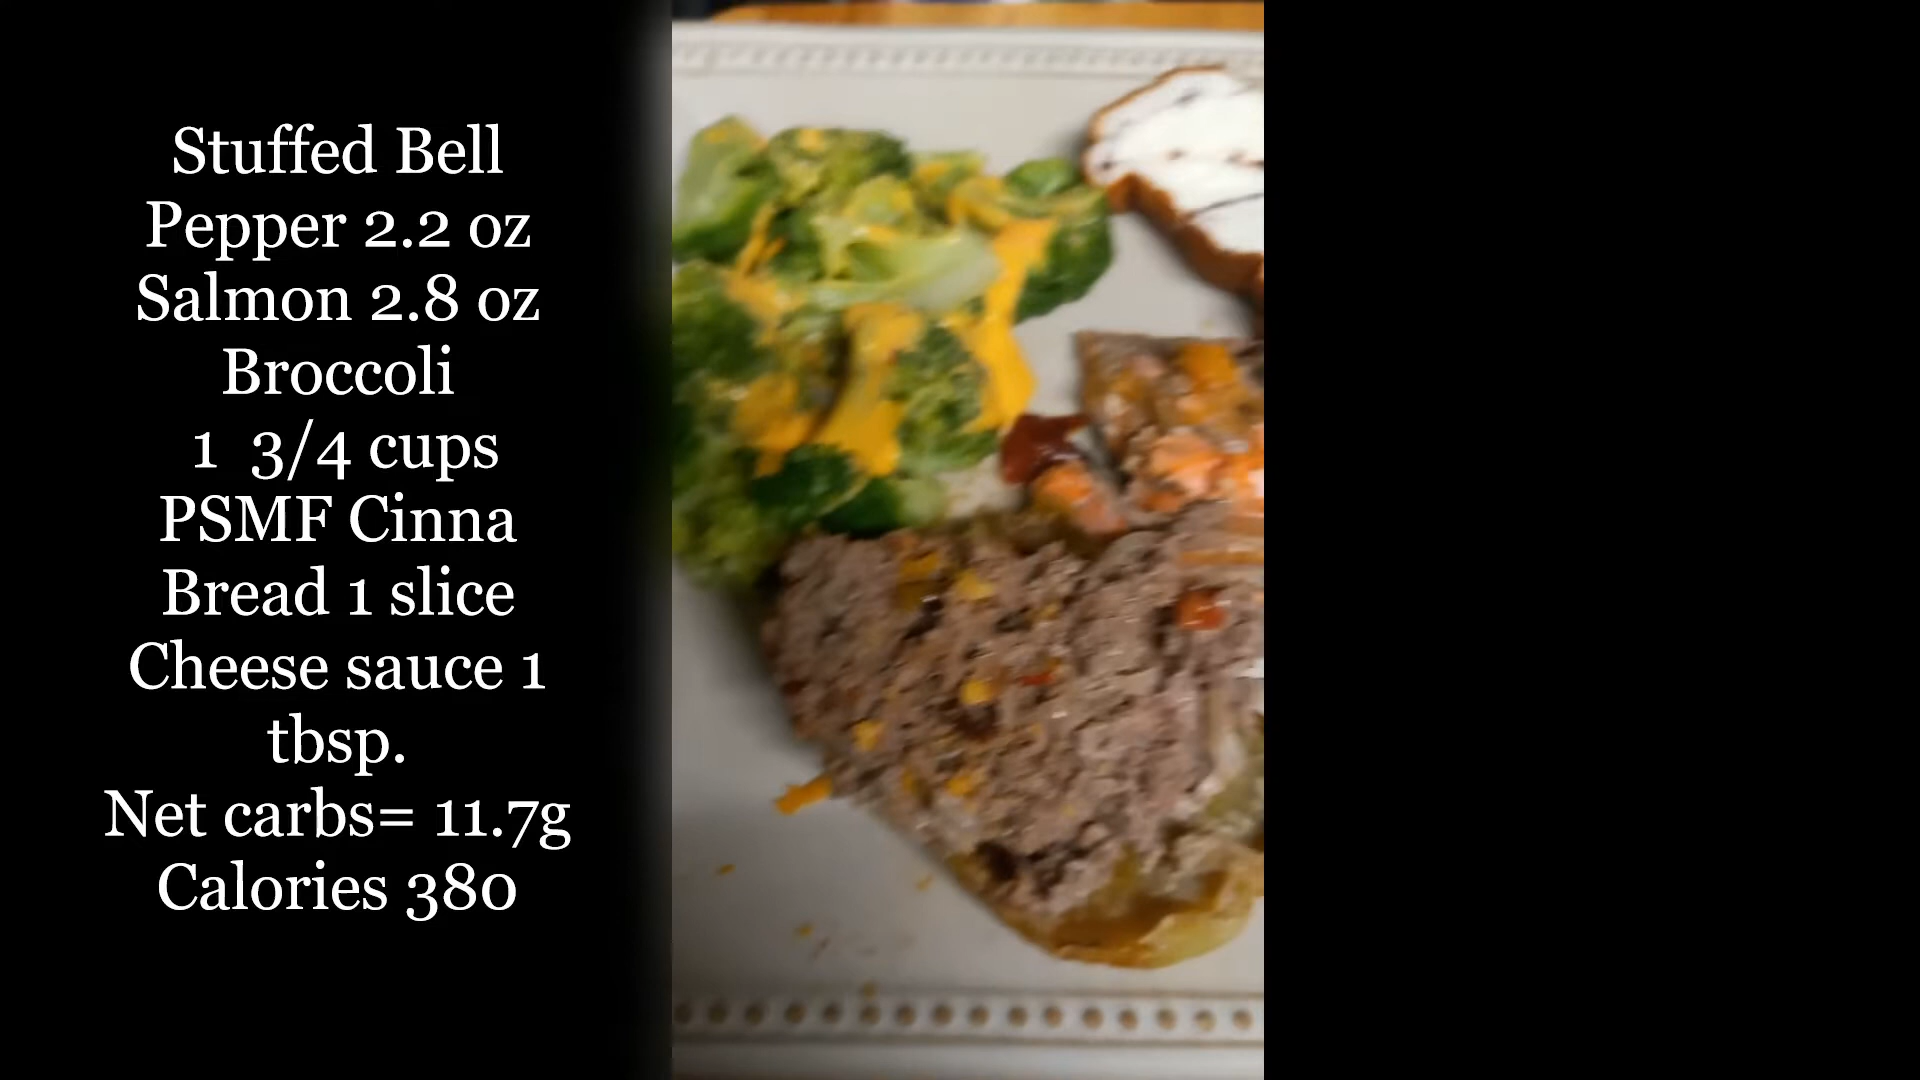 Stuffed Bell
Pepper 2.2 oz
Salmon 2.8 oz
Broccoli
1  3/4 cups
PSMF Cinna
Bread 1 slice
Cheese sauce 1
tbsp.
Net carbs= 11.7g
Calories 380